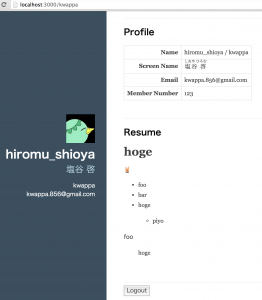 localhost:3000/kwappa
hiromu_shioya
塩谷 啓
kwappa
kwappa.856@gmail.com
Profile
Name hiromu_shioya / kwappa
しおや ひろむ
Screen Name 塩谷 啓
Email kwappa.856@gmail.com
Member Number 123
Resume
hoge
foo
bar
hoge
piyo
foo
hoge
Logout